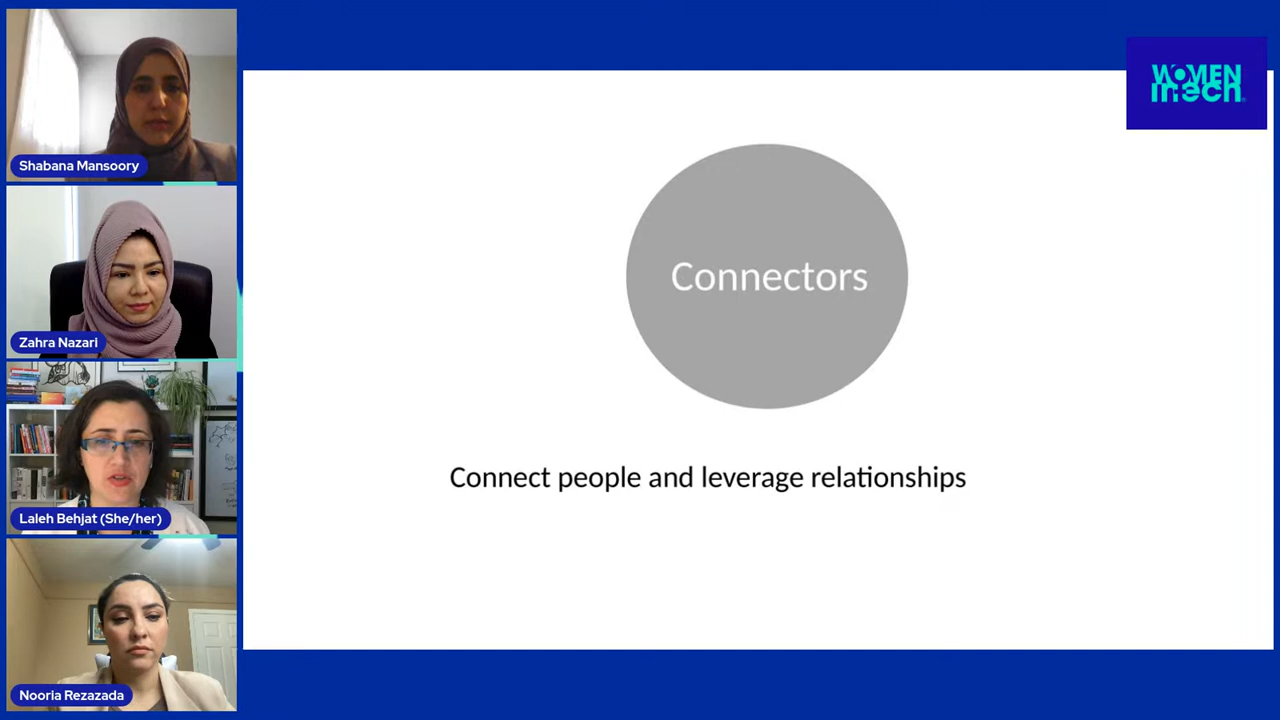 Shabana Mansoory
Zahra Nazari
Laleh Behjat (She/her)
Nooria Rezazada
WOMEN
in tech
Connectors
Connect people and leverage relationships